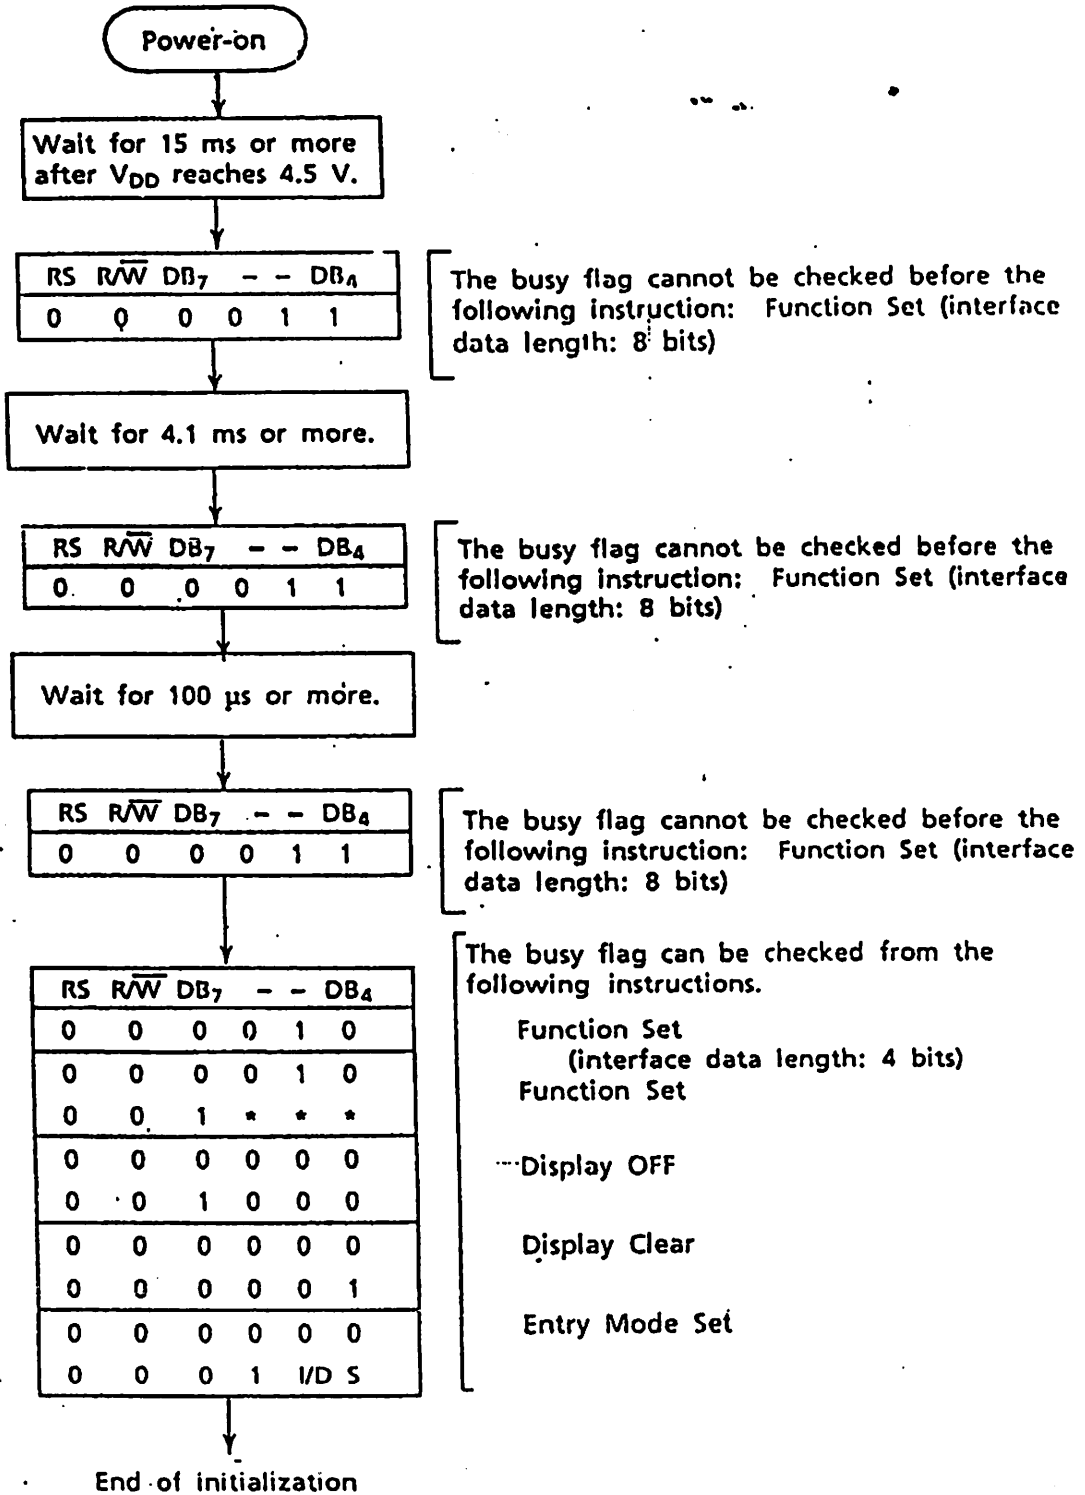 Power-on
Wait for 15 ms or more
after VDD reaches 4.5 V.
RS R/W̅ DB7 - - DB4
0 0 0 0 1 1
The busy flag cannot be checked before the
following instruction: Function Set (interface
data length: 8 bits)
Wait for 4.1 ms or more.
RS R/W̅ DB7 - - DB4
0 0 0 0 1 1
The busy flag cannot be checked before the
following instruction: Function Set (interface
data length: 8 bits)
Wait for 100 µs or more.
RS R/W̅ DB7 - - DB4
0 0 0 0 1 1
The busy flag cannot be checked before the
following instruction: Function Set (interface
data length: 8 bits)
RS R/W̅ DB7 - - DB4
0 0 0 0 1 0
0 0 0 0 1 0
0 0 1 * * *
0 0 0 0 0 0
0 0 1 0 0 0
0 0 0 0 0 0
0 0 0 0 0 1
0 0 0 0 0 0
0 0 0 1 I/D S
The busy flag can be checked from the
following instructions.
Function Set
(interface data length: 4 bits)
Function Set
Display OFF
Display Clear
Entry Mode Set
End of initialization